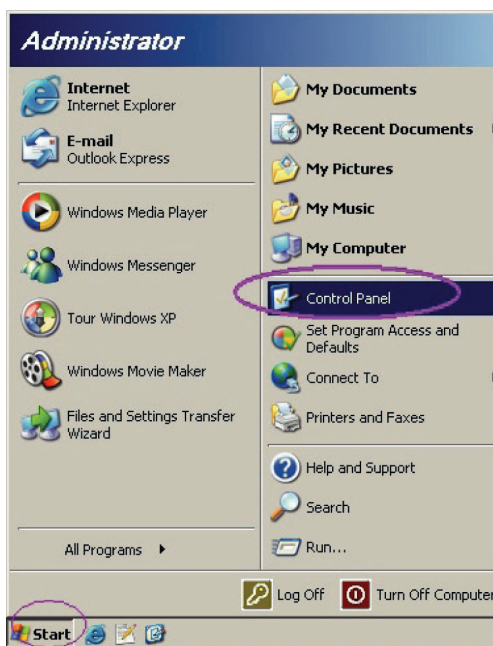 Administrator
Internet
Internet Explorer
E-mail
Outlook Express
Windows Media Player
Windows Messenger
Tour Windows XP
Windows Movie Maker
Files and Settings Transfer
Wizard
All Programs
My Documents
My Recent Documents
My Pictures
My Music
My Computer
Control Panel
Set Program Access and
Defaults
Connect To
Printers and Faxes
Help and Support
Search
Run...
Log Off
Turn Off Computer
Start